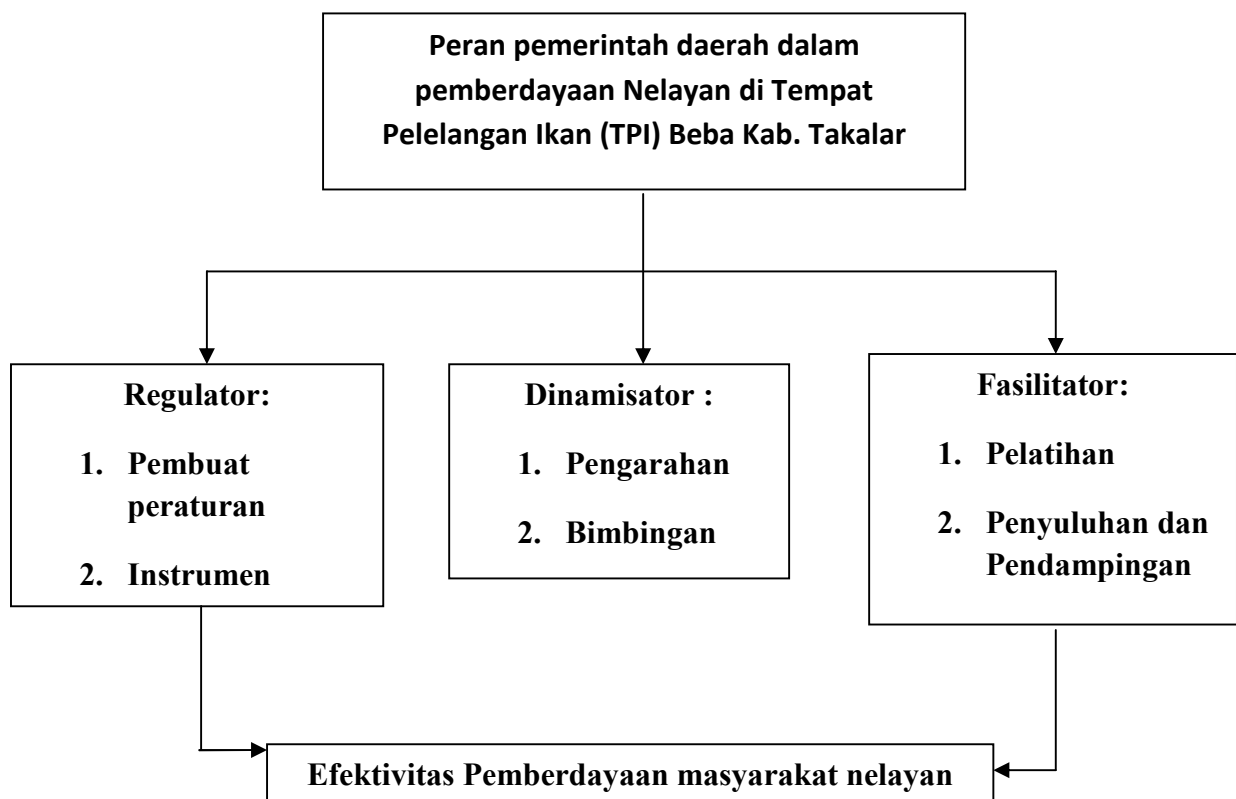 Peran pemerintah daerah dalam
pemberdayaan Nelayan di Tempat
Pelelangan Ikan (TPI) Beba Kab. Takalar
Regulator:
1. Pembuat
peraturan
2. Instrumen
Dinamisator :
1. Pengarahan
2. Bimbingan
Fasilitator:
1. Pelatihan
2. Penyuluhan dan
Pendampingan
Efektivitas Pemberdayaan masyarakat nelayan